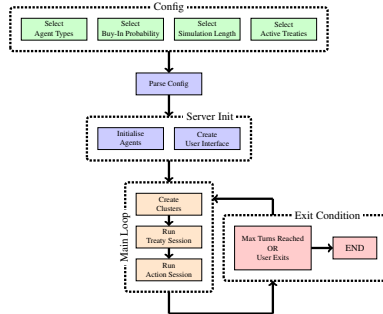 Config
Select
Agent Types
Select
Buy-In Probability
Select
Simulation Length
Select
Active Treaties
Parse Config
Server Init
Initialise
Agents
Create
User Interface
Main Loop
Create
Clusters
Run
Treaty Session
Run
Action Session
Exit Condition
Max Turns Reached
OR
User Exits
END